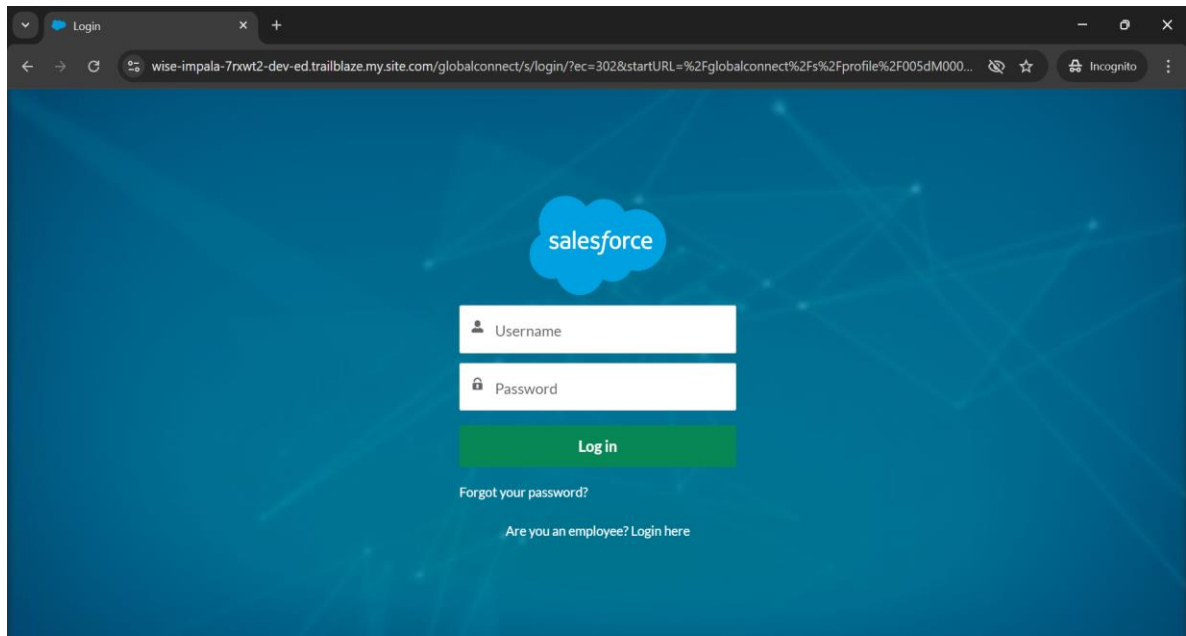 Login
wise-impala-7rxwt2-dev-ed.trailblaze.my.site.com/globalconnect/s/login/?ec=302&startURL=%2Fglobalconnect%2Fs%2Fprofile%2F005dM000...
Incognito
salesforce
Username
Password
Log in
Forgot your password?
Are you an employee? Login here